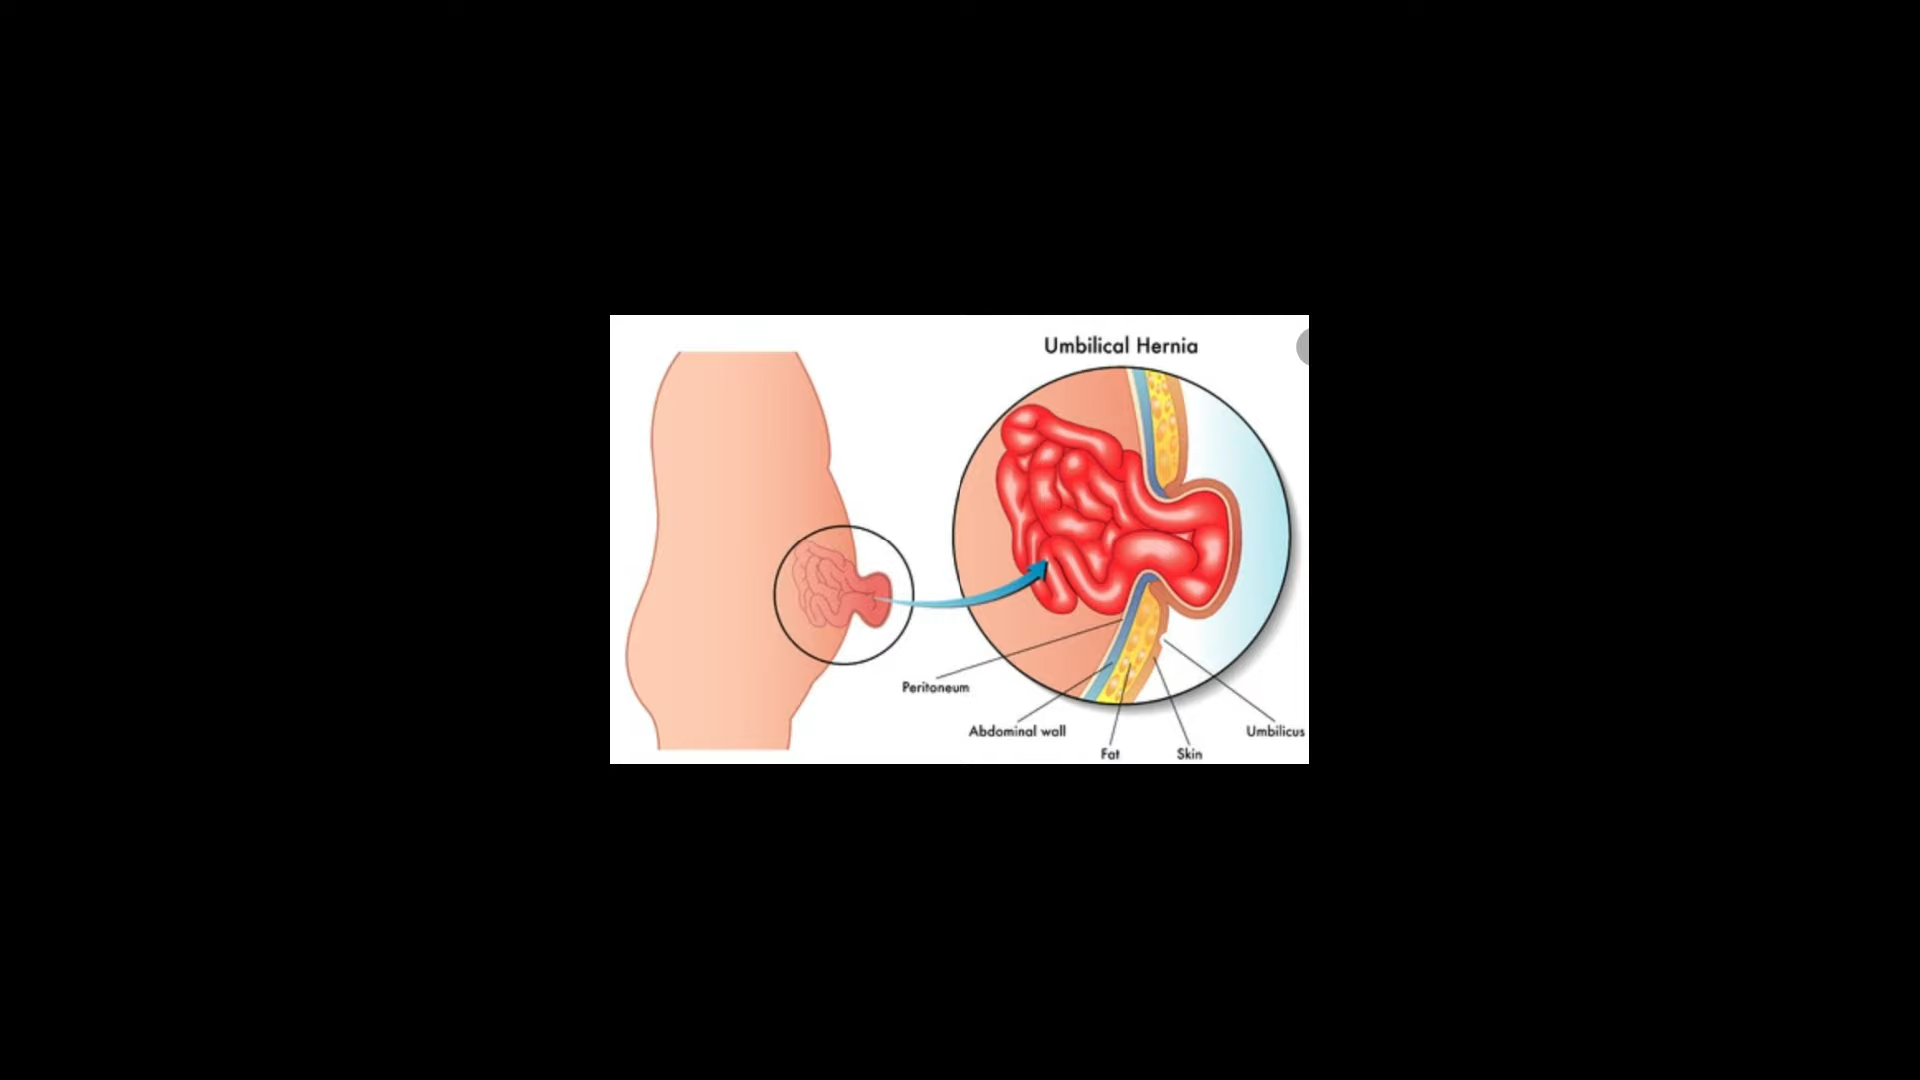 Umbilical Hernia
Peritoneum
Abdominal wall
Fat
Skin
Umbilicus